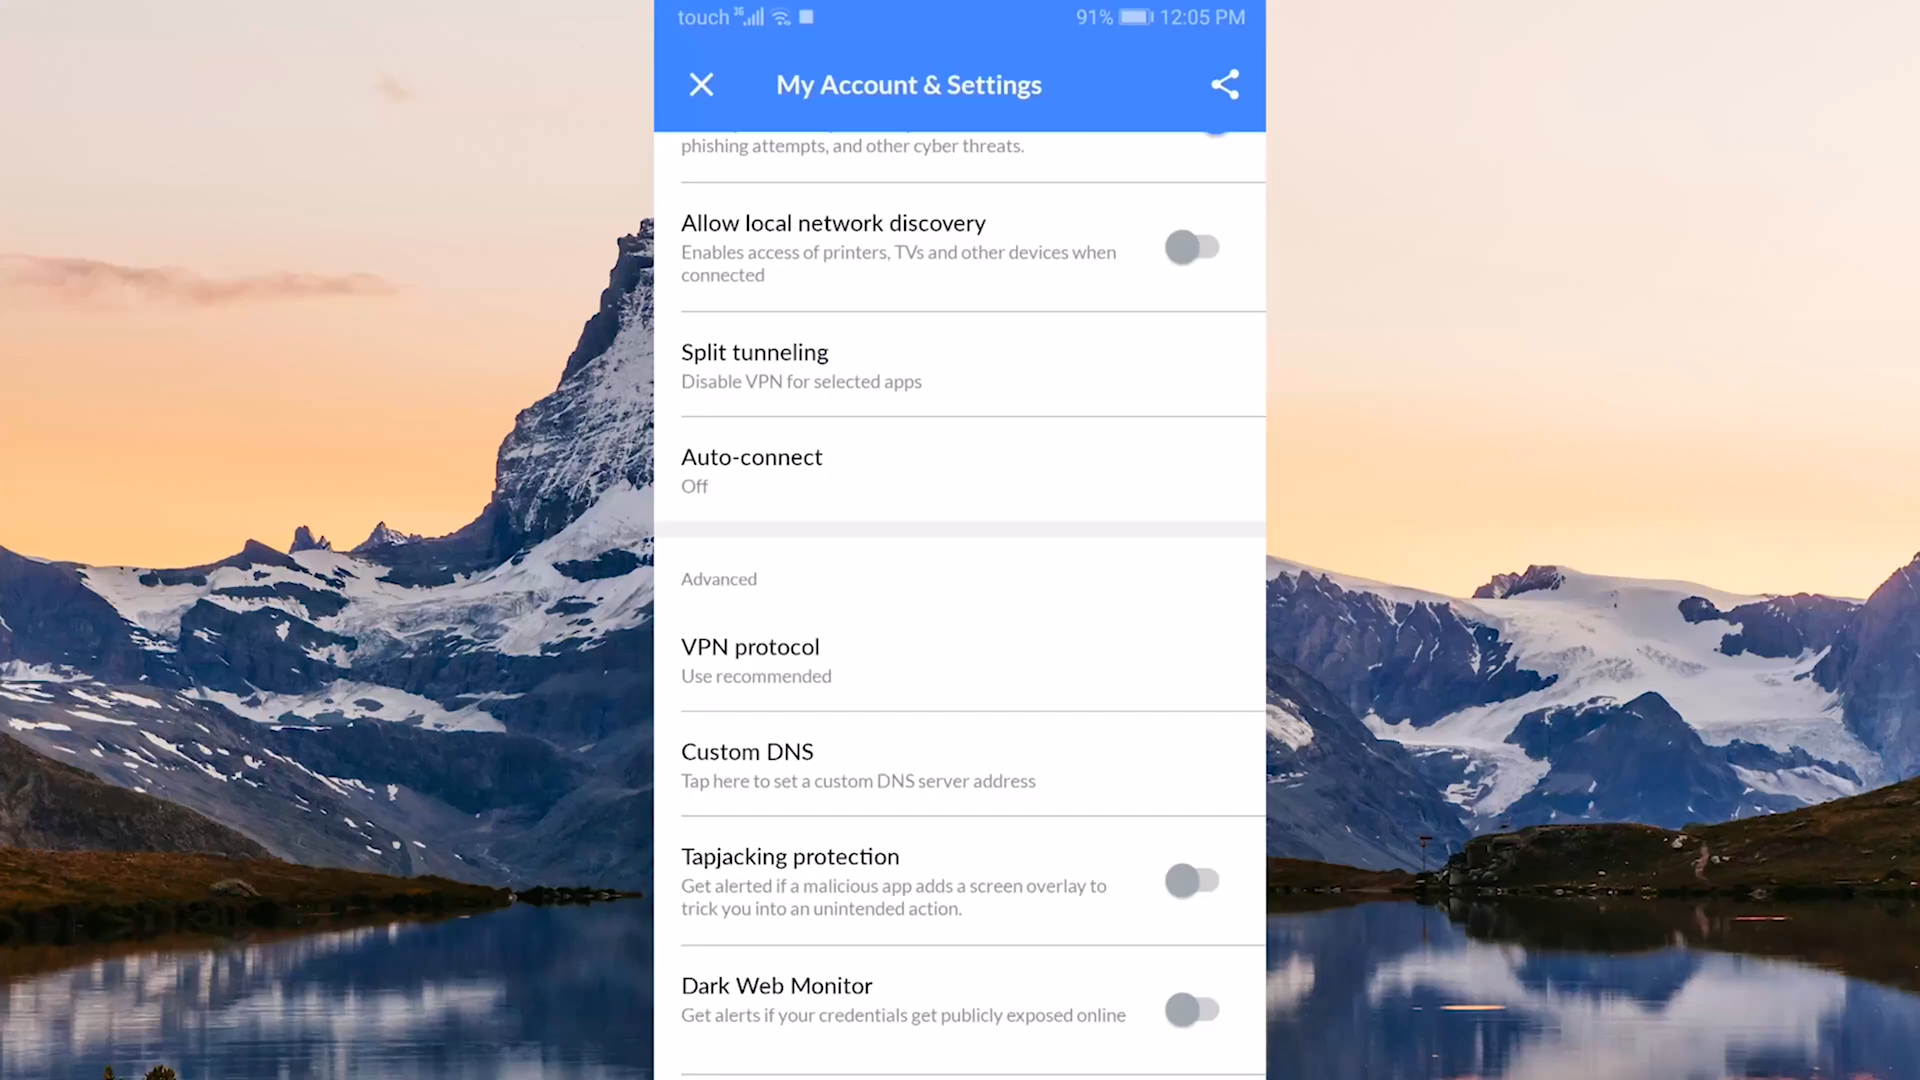 touch 3G 91% 12:05 PM
My Account & Settings
phishing attempts, and other cyber threats.
Allow local network discovery
Enables access of printers, TVs and other devices when
connected
Split tunneling
Disable VPN for selected apps
Auto-connect
Off
Advanced
VPN protocol
Use recommended
Custom DNS
Tap here to set a custom DNS server address
Tapjacking protection
Get alerted if a malicious app adds a screen overlay to
trick you into an unintended action.
Dark Web Monitor
Get alerts if your credentials get publicly exposed online